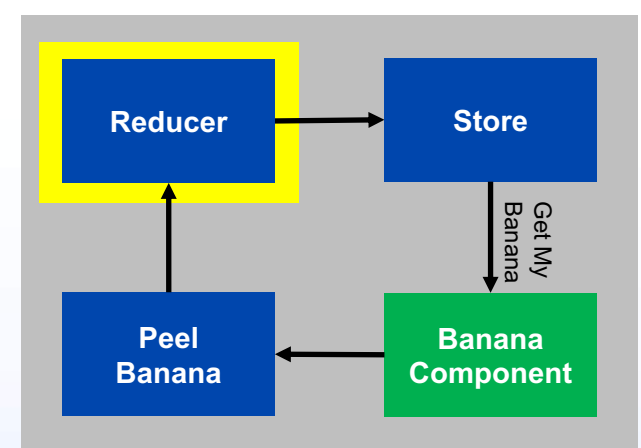 Reducer
Store
Get My
Banana
Peel
Banana
Banana
Component